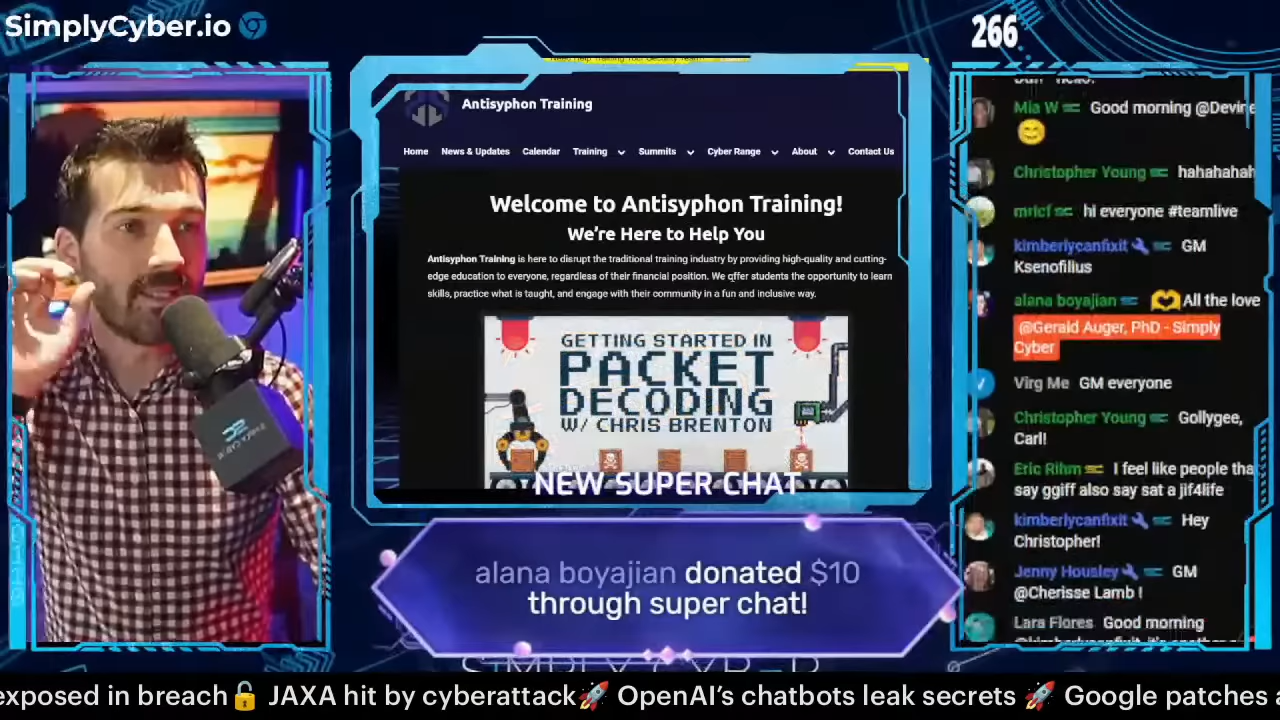 SimplyCyber.io
266
Antisyphon Training
Home News & Updates Calendar Training Summits Cyber Range About Contact Us
Welcome to Antisyphon Training!
We're Here to Help You
Antisyphon Training is here to disrupt the traditional training industry by providing high-quality and cutting-
edge education to everyone, regardless of their financial position. We offer students the opportunity to learn
skills, practice what is taught, and engage with their community in a fun and inclusive way.
GETTING STARTED IN
PACKET
DECODING
W/ CHRIS BRENTON
NEW SUPER CHAT
alana boyajian donated $10
through super chat!
Mia W Good morning @Devine
😊
Christopher Young hahahahah
mricf hi everyone #teamlive
kimberlycanfixit GM
Ksenofilius
alana boyajian All the love
@Gerald Auger, PhD - Simply
Cyber
Virg Me GM everyone
Christopher Young Gollygee,
Carl!
Eric Rihm I feel like people tha
say ggiff also say sat a jif4life
kimberlycanfixit Hey
Christopher!
Jenny Housley GM
@Cherisse Lamb !
Lara Flores Good morning
exposed in breach🔓 JAXA hit by cyberattack🚀 OpenAI's chatbots leak secrets 🚀 Google patches